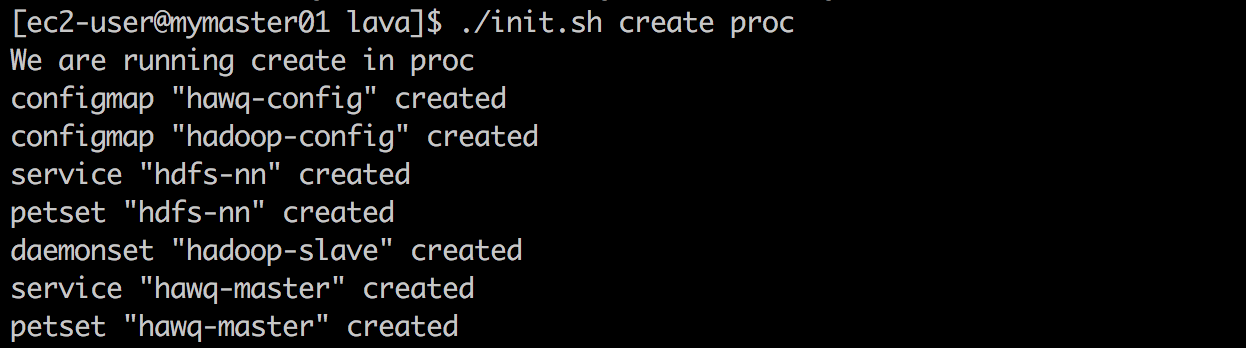 [ec2-user@mymaster01 lava]$ ./init.sh create proc
We are running create in proc
configmap "hawq-config" created
configmap "hadoop-config" created
service "hdfs-nn" created
petset "hdfs-nn" created
daemonset "hadoop-slave" created
service "hawq-master" created
petset "hawq-master" created